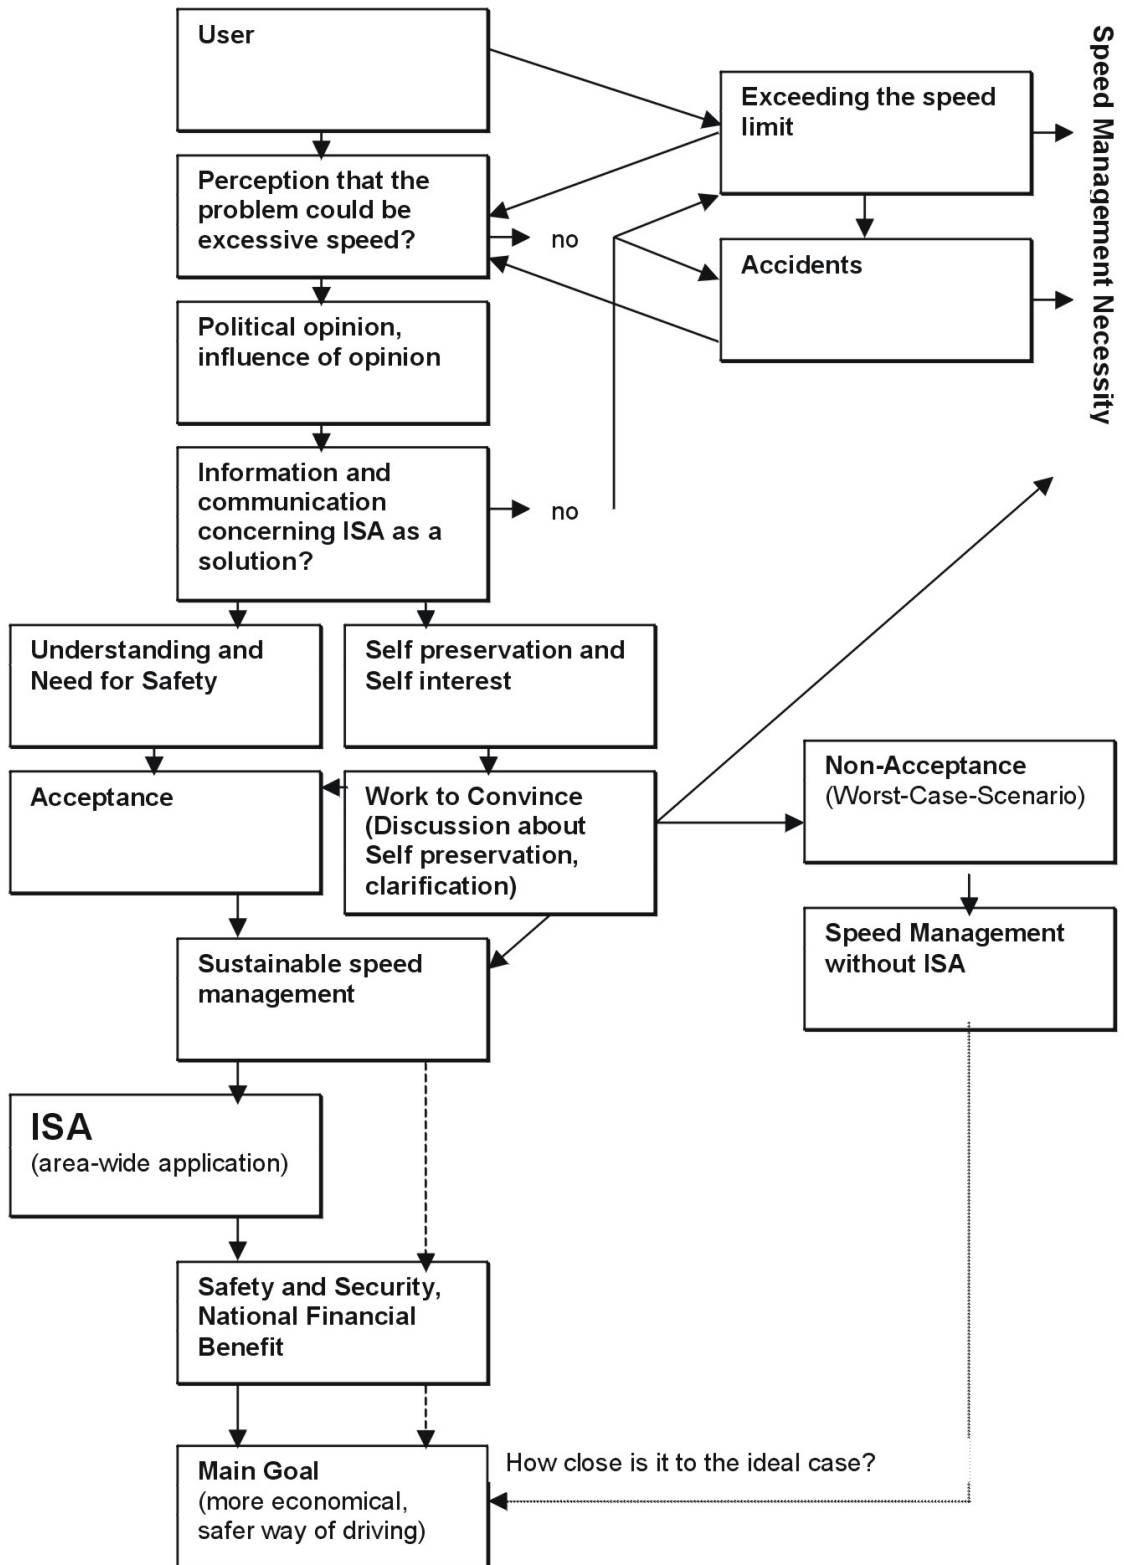 User
Exceeding the speed
limit
Speed Management Necessity
Perception that the
problem could be
excessive speed?
no
Accidents
Political opinion,
influence of opinion
Information and
communication
concerning ISA as a
solution?
no
Understanding and
Need for Safety
Self preservation and
Self interest
Acceptance
Work to Convince
(Discussion about
Self preservation,
clarification)
Non-Acceptance
(Worst-Case-Scenario)
Speed Management
without ISA
Sustainable speed
management
ISA
(area-wide application)
Safety and Security,
National Financial
Benefit
Main Goal
(more economical,
safer way of driving)
How close is it to the ideal case?